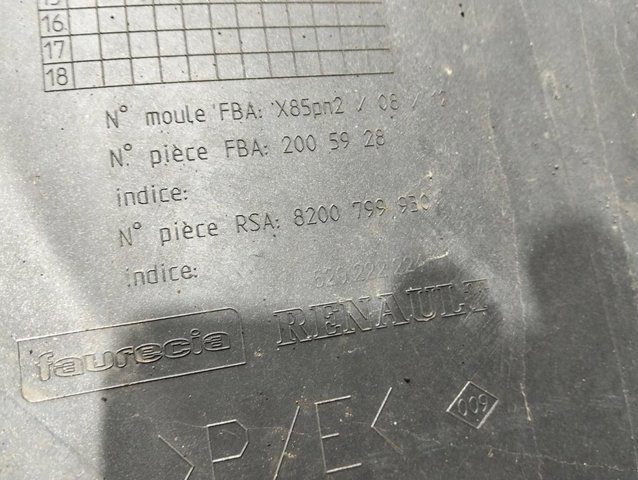 16
17
18
N° moule FBA: X85pn2 / 08 /
N° pièce FBA: 200 59 28
indice:
N° pièce RSA: 8200 799 930
indice:
faurecia RENAULT
>P/E< 009